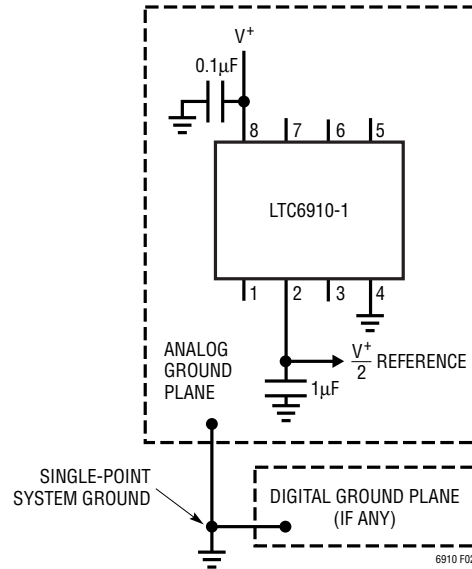 V+
0.1µF
8 7 6 5
LTC6910-1
1 2 3 4
V+
2
REFERENCE
1µF
ANALOG
GROUND
PLANE
SINGLE-POINT
SYSTEM GROUND
DIGITAL GROUND PLANE
(IF ANY)
6910 F02